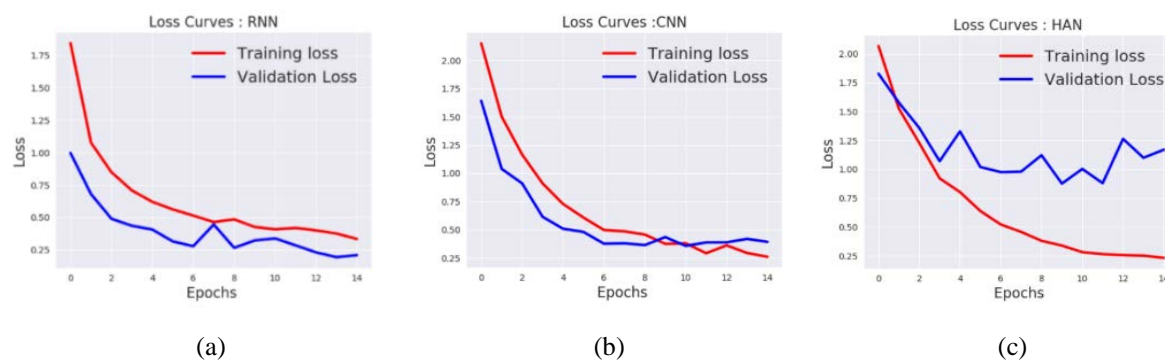 Loss Curves : RNN
Training loss
Validation Loss
1.75
1.50
1.25
1.00
0.75
0.50
0.25
Loss
0 2 4 6 8 10 12 14
Epochs
(a)
Loss Curves :CNN
Training loss
Validation Loss
2.00
1.75
1.50
1.25
1.00
0.75
0.50
0.25
Loss
0 2 4 6 8 10 12 14
Epochs
(b)
Loss Curves : HAN
Training loss
Validation Loss
2.00
1.75
1.50
1.25
1.00
0.75
0.50
0.25
Loss
0 2 4 6 8 10 12 14
Epochs
(c)